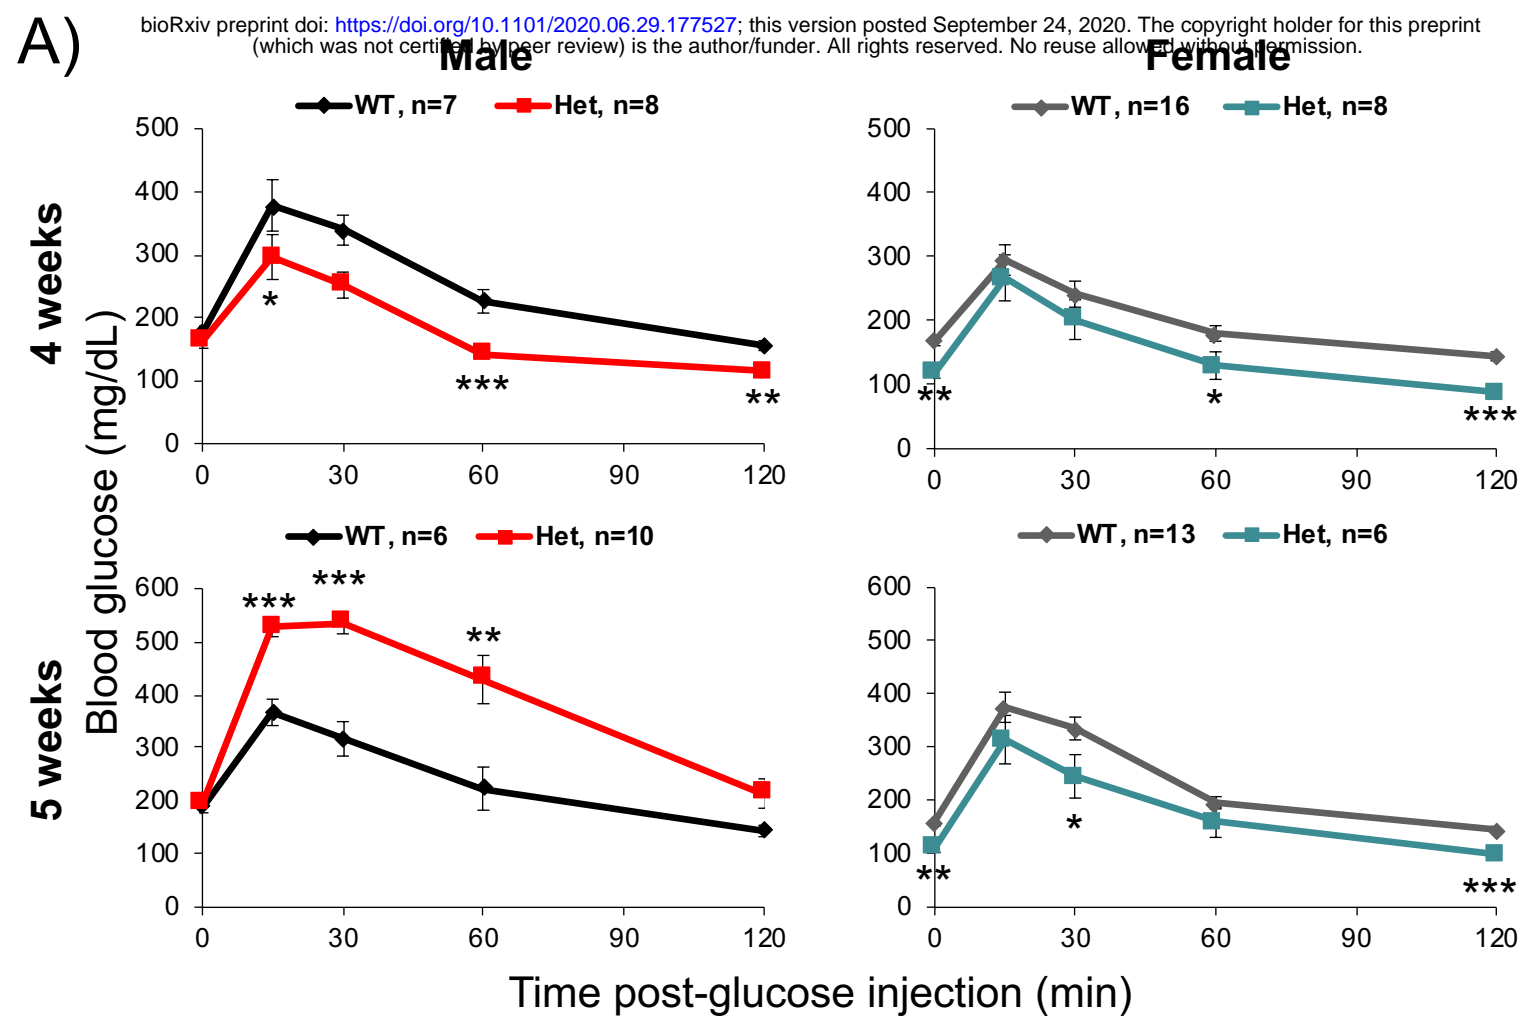 A)
bioRxiv preprint doi: https://doi.org/10.1101/2020.06.29.177527; this version posted September 24, 2020. The copyright holder for this preprint
(which was not certified by peer review) is the author/funder. All rights reserved. No reuse allowed without permission.
Male
Female
4 weeks
5 weeks
Blood glucose (mg/dL)
WT, n=7 Het, n=8
500
400
300
200
100
0
*
***
**
0 30 60 90 120
WT, n=16 Het, n=8
500
400
300
200
100
0
**
*
***
0 30 60 90 120
WT, n=6 Het, n=10
600
500
400
300
200
100
0
***
***
**
0 30 60 90 120
WT, n=13 Het, n=6
600
500
400
300
200
100
0
**
*
***
0 30 60 90 120
Time post-glucose injection (min)